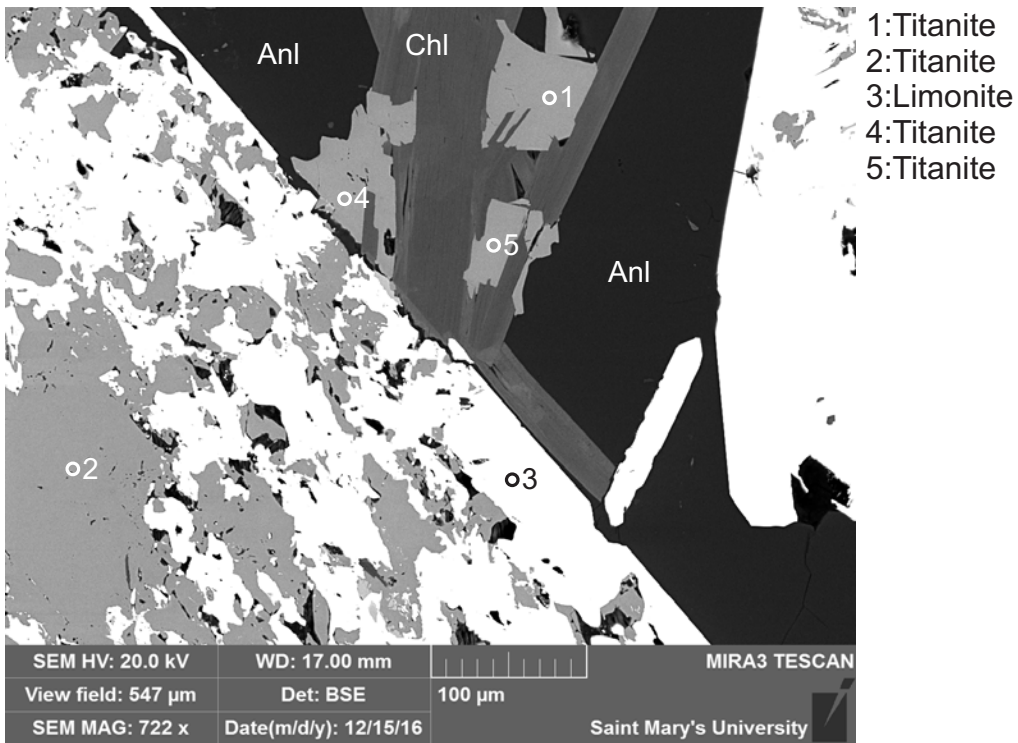 Anl
Chl
1
4
5
Anl
2
3
1:Titanite
2:Titanite
3:Limonite
4:Titanite
5:Titanite
SEM HV: 20.0 kV
WD: 17.00 mm
MIRA3 TESCAN
View field: 547 µm
Det: BSE
100 µm
SEM MAG: 722 x
Date(m/d/y): 12/15/16
Saint Mary's University